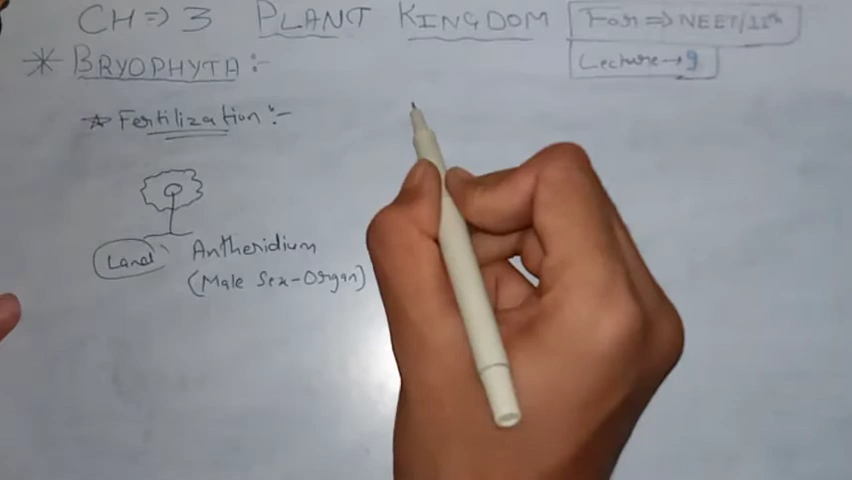 CH => 3 PLANT KINGDOM
For => NEET/11th
Lecture → 9
* BRYOPHYTA :-
* Fertilization :-
Land
Antheridium
(Male Sex-Organ)